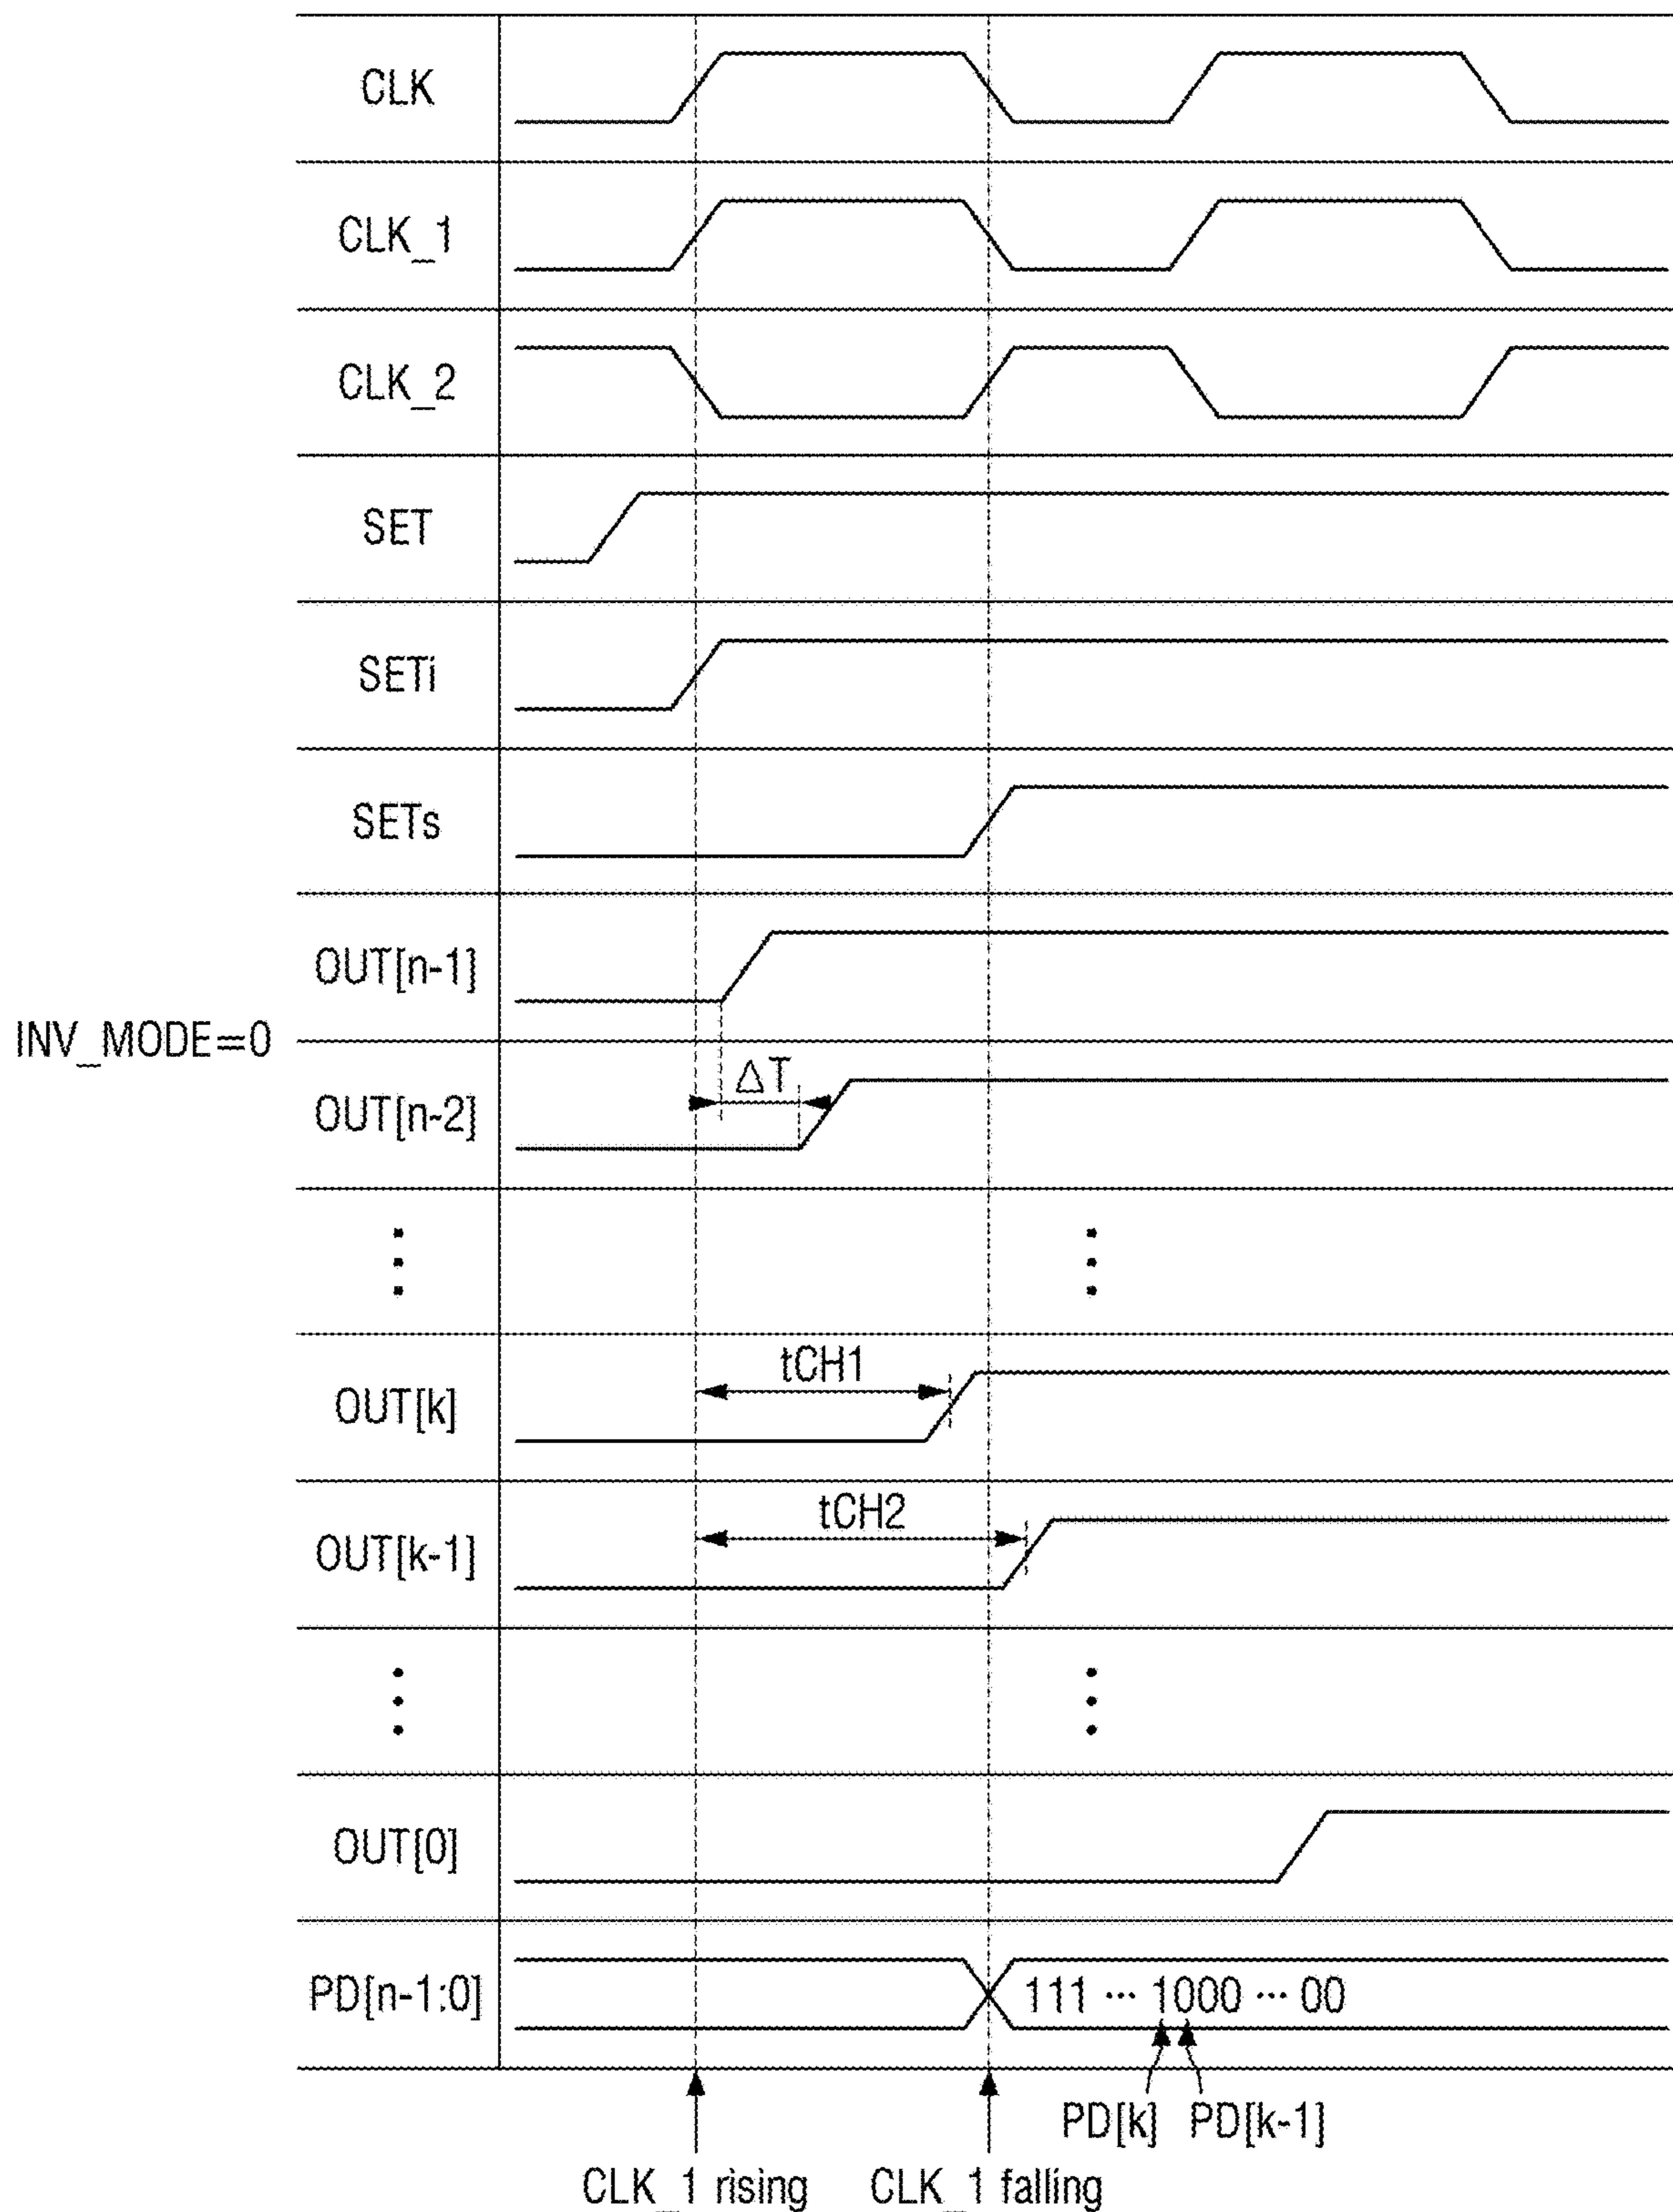 CLK
CLK_1
CLK_2
SET
SETi
SETs
OUT[n-1]
INV_MODE=0
ΔT
OUT[n-2]
⋮ ⋮
tCH1
OUT[k]
tCH2
OUT[k-1]
⋮ ⋮
OUT[0]
PD[n-1:0] 111 ··· 1000 ··· 00
PD[k] PD[k-1]
CLK_1 rising CLK_1 falling